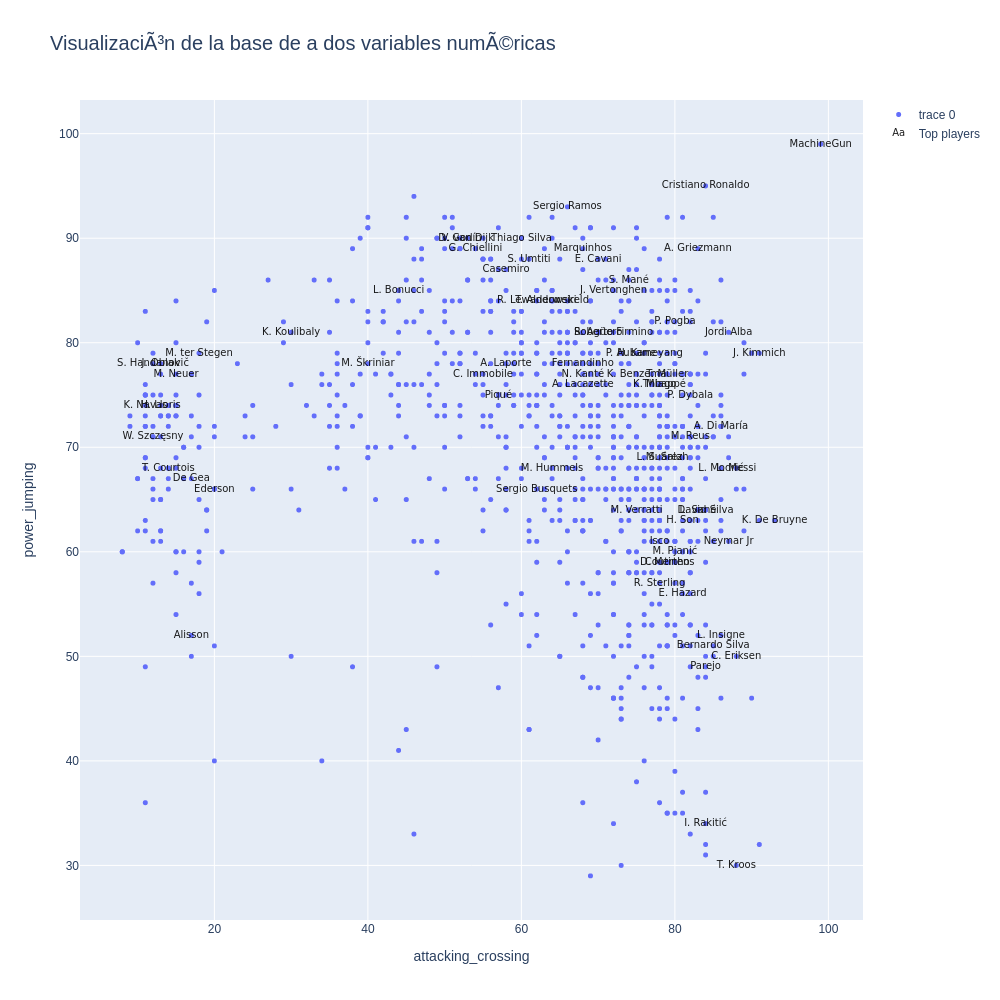 VisualizaciÃ³n de la base de a dos variables numÃ©ricas
trace 0
Aa Top players
100
90
80
70
60
50
40
30
power_jumping
MachineGun
Cristiano Ronaldo
Sergio Ramos
Thiago Silva
G. Chiellini
Marquinhos
A. Griezmann
S. Umtiti
E. Cavani
Casemiro
S. Mané
L. Bonucci
J. Vertonghen
P. Pogba
K. Koulibaly
Jordi Alba
M. ter Stegen
J. Kimmich
M. Škriniar
A. Laporte
Fernandinho
M. Neuer
C. Immobile
N. Kanté
K. Benzema
A. Lacazette
Piqué
P. Dybala
A. Di María
W. Szczęsny
M. Reus
T. Courtois
M. Hummels
De Gea
Ederson
Sergio Busquets
M. Verratti
H. Son
K. De Bruyne
Isco
Neymar Jr
M. Pjanić
R. Sterling
E. Hazard
Alisson
L. Insigne
Bernardo Silva
C. Eriksen
Parejo
I. Rakitić
T. Kroos
20
40
60
80
100
attacking_crossing